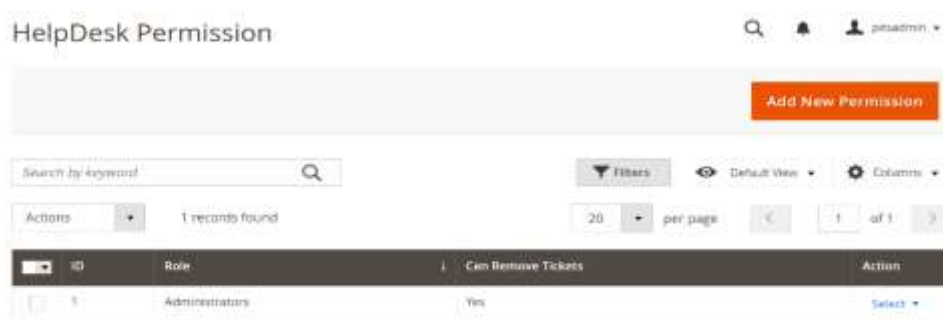 HelpDesk Permission
pitsadmin
Add New Permission
Search by keyword
Filters Default View Columns
Actions 1 records found 20 per page 1 of 1
ID Role ↓ Can Remove Tickets Action
1 Administrators Yes Select